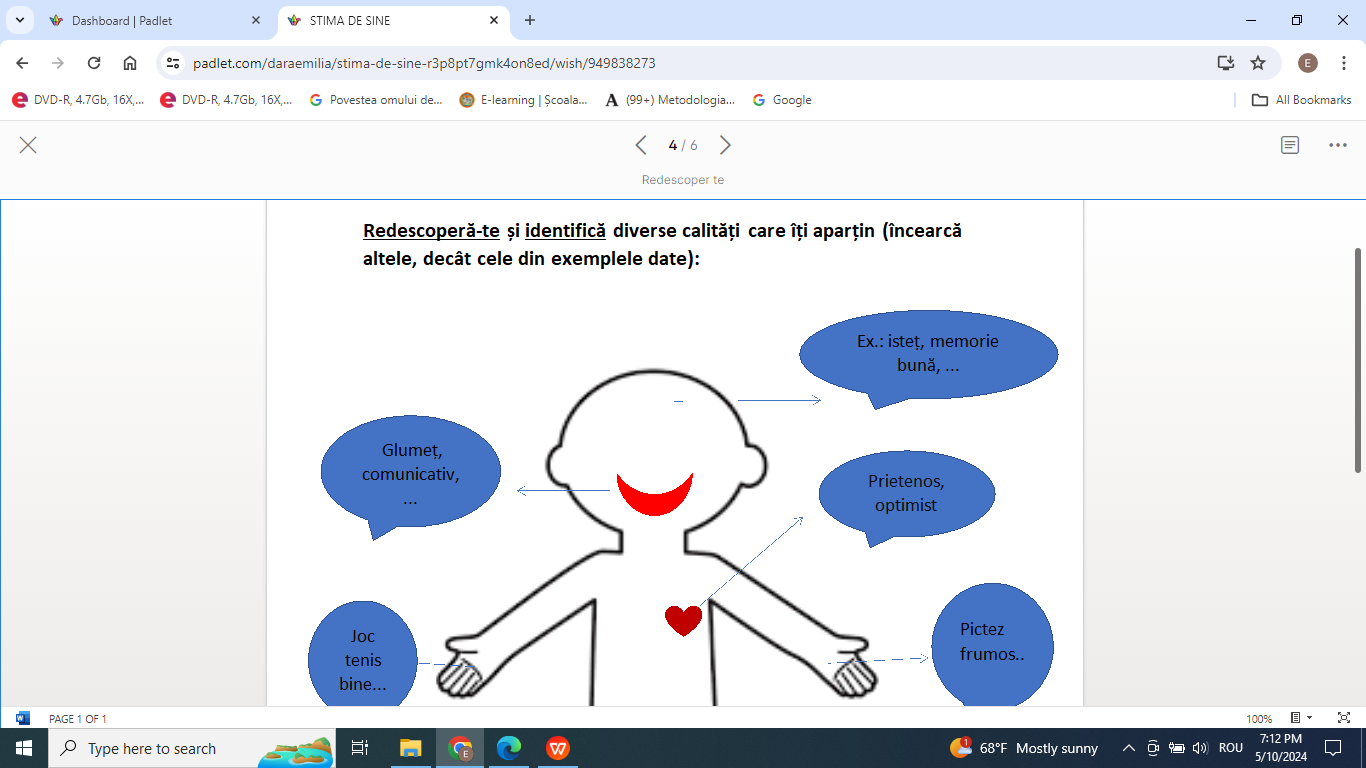 Dashboard | Padlet
STIMA DE SINE
padlet.com/daraemilia/stima-de-sine-r3p8pt7gmk4on8ed/wish/949838273
E
DVD-R, 4.7Gb, 16X,...
DVD-R, 4.7Gb, 16X,...
Povestea omului de...
E-learning | Școala...
(99+) Metodologia...
Google
All Bookmarks
4 / 6
Redescoper te
Redescoperă-te și identifică diverse calități care îți aparțin (încearcă
altele, decât cele din exemplele date):
Ex.: isteț, memorie
bună, ...
Glumeț,
comunicativ,
...
Prietenos,
optimist
Joc
tenis
bine...
Pictez
frumos..
PAGE 1 OF 1
100%
Type here to search
68°F Mostly sunny
ROU
7:12 PM
5/10/2024